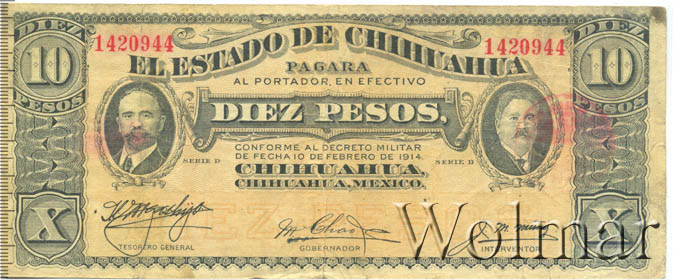 DIEZ DIEZ
1420944 1420944
EL ESTADO DE CHIHUAHUA
10 10
PESOS PESOS
PAGARA
AL PORTADOR, EN EFECTIVO
DIEZ PESOS,
CONFORME AL DECRETO MILITAR
DE FECHA 10 DE FEBRERO DE 1914.
SERIE D SERIE D
CHIHUAHUA,
CHIHUAHUA, MEXICO.
X X
TESORERO GENERAL GOBERNADOR INTERVENTOR
Wolmar